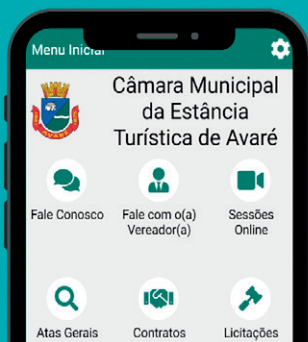 Menu Inicial
Câmara Municipal
da Estância
Turística de Avaré
AVARÉ
Fale Conosco
Fale com o(a)
Vereador(a)
Sessões
Online
Atas Gerais
Contratos
Licitações